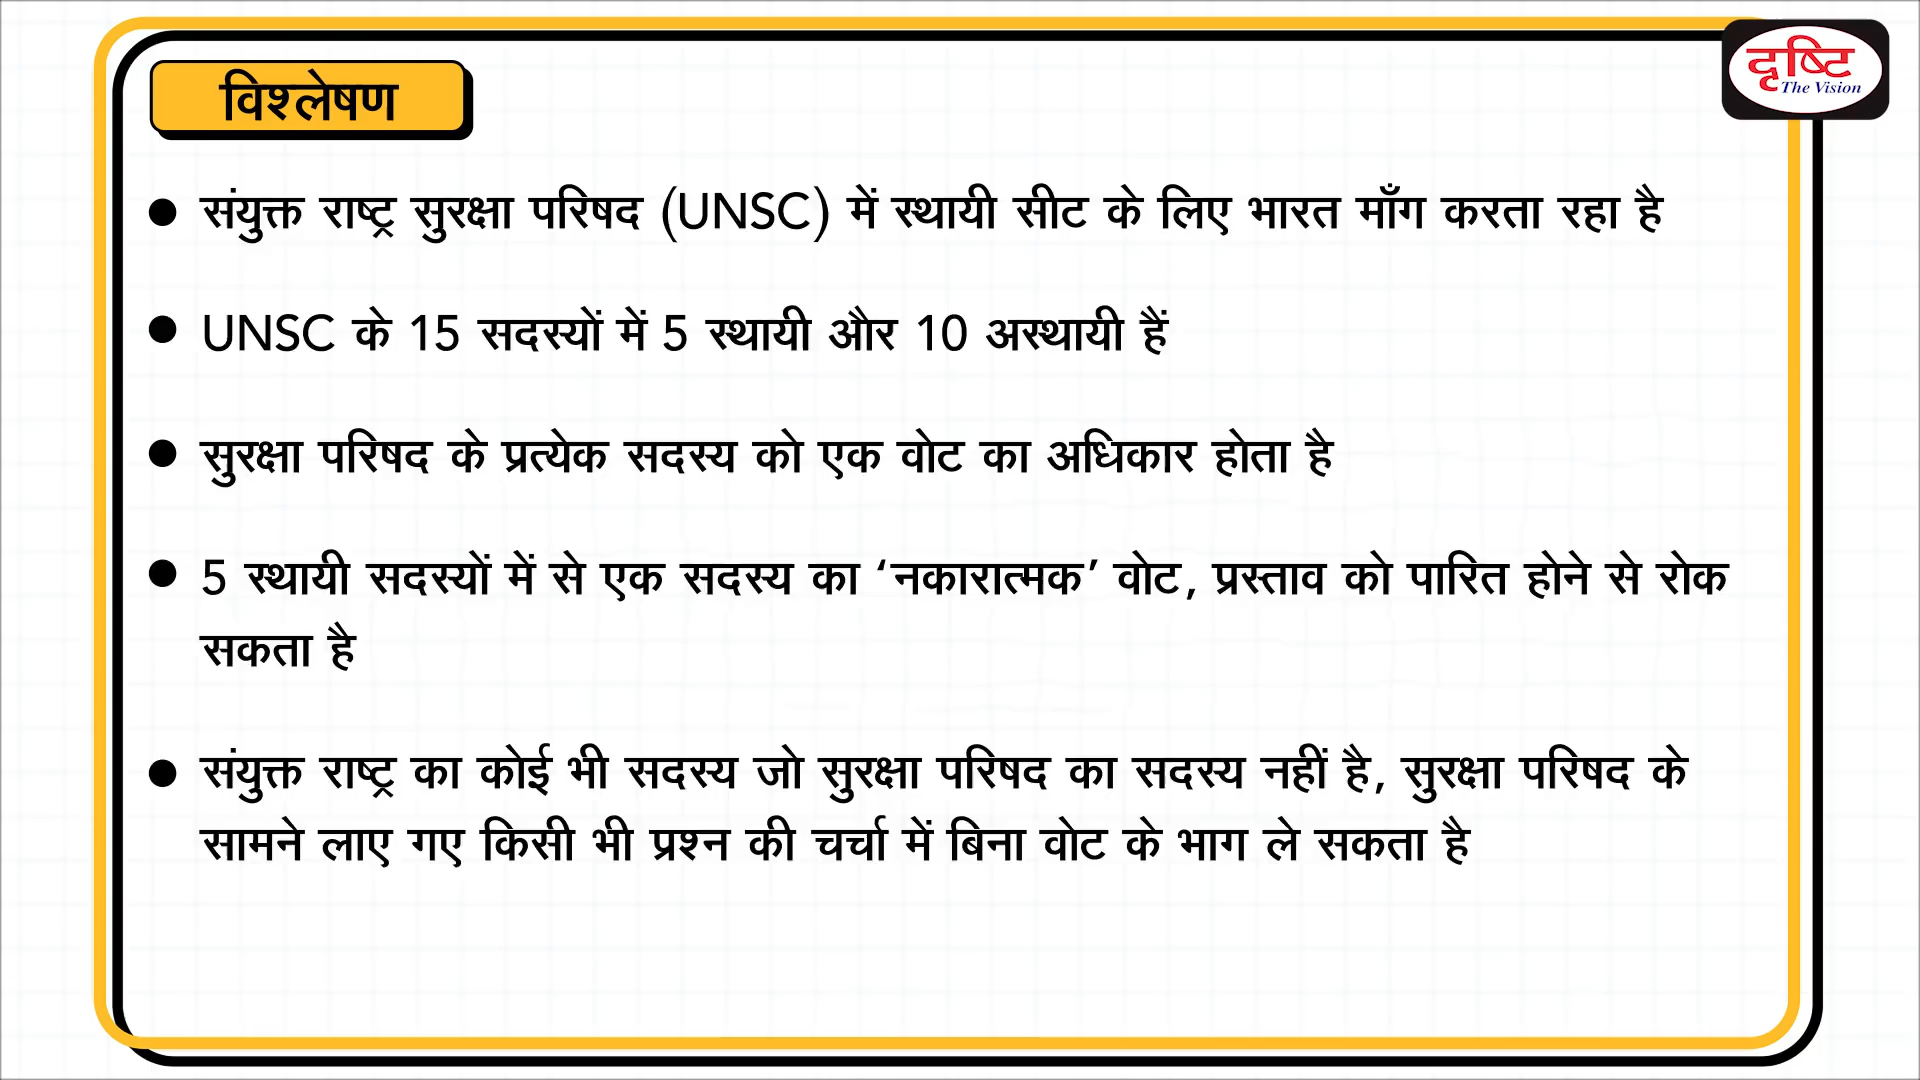 दृष्टि
The Vision
विश्लेषण
● संयुक्त राष्ट्र सुरक्षा परिषद (UNSC) में स्थायी सीट के लिए भारत माँग करता रहा है
● UNSC के 15 सदस्यों में 5 स्थायी और 10 अस्थायी हैं
● सुरक्षा परिषद के प्रत्येक सदस्य को एक वोट का अधिकार होता है
● 5 स्थायी सदस्यों में से एक सदस्य का ‘नकारात्मक’ वोट, प्रस्ताव को पारित होने से रोक
सकता है
● संयुक्त राष्ट्र का कोई भी सदस्य जो सुरक्षा परिषद का सदस्य नहीं है, सुरक्षा परिषद के
सामने लाए गए किसी भी प्रश्न की चर्चा में बिना वोट के भाग ले सकता है